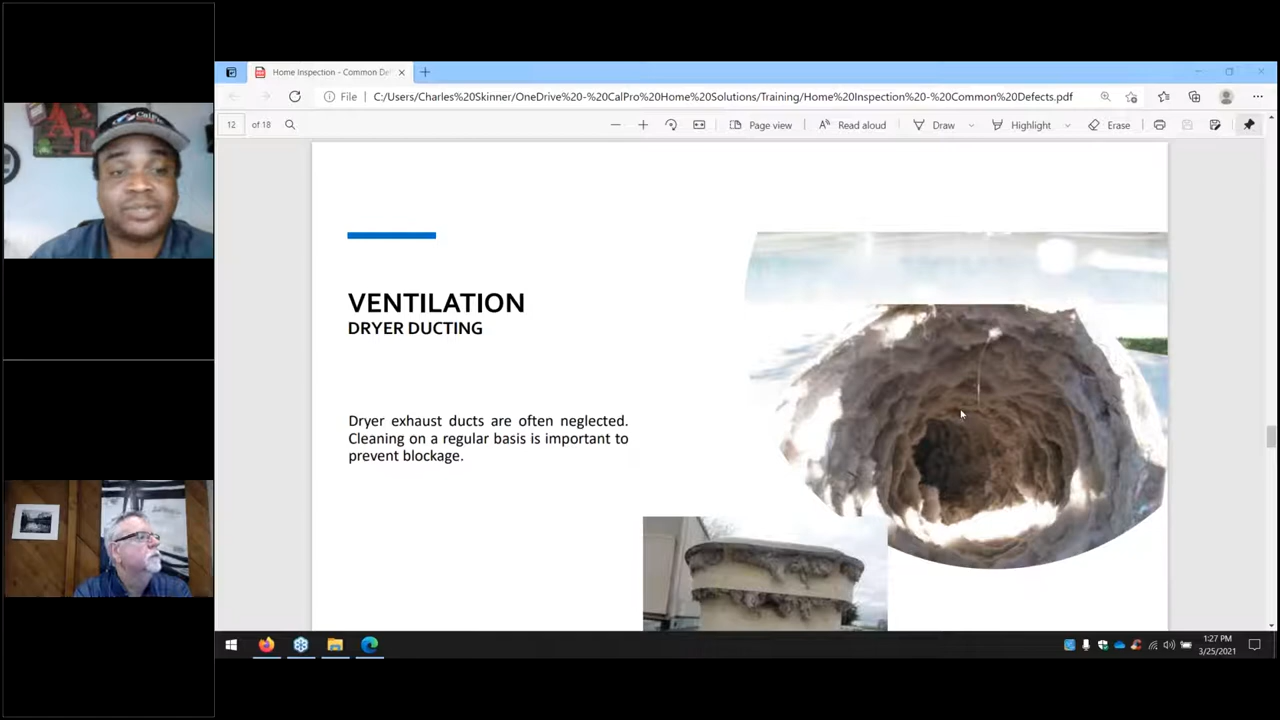 Home Inspection - Common De
File
C:/Users/Charles%20Skinner/OneDrive%20-%20CalPro%20Home%20Solutions/Training/Home%20Inspection%20-%20Common%20Defects.pdf
12 of 18
Page view
Read aloud
Draw
Highlight
Erase
VENTILATION
DRYER DUCTING
Dryer exhaust ducts are often neglected.
Cleaning on a regular basis is important to
prevent blockage.
1:27 PM
3/25/2021